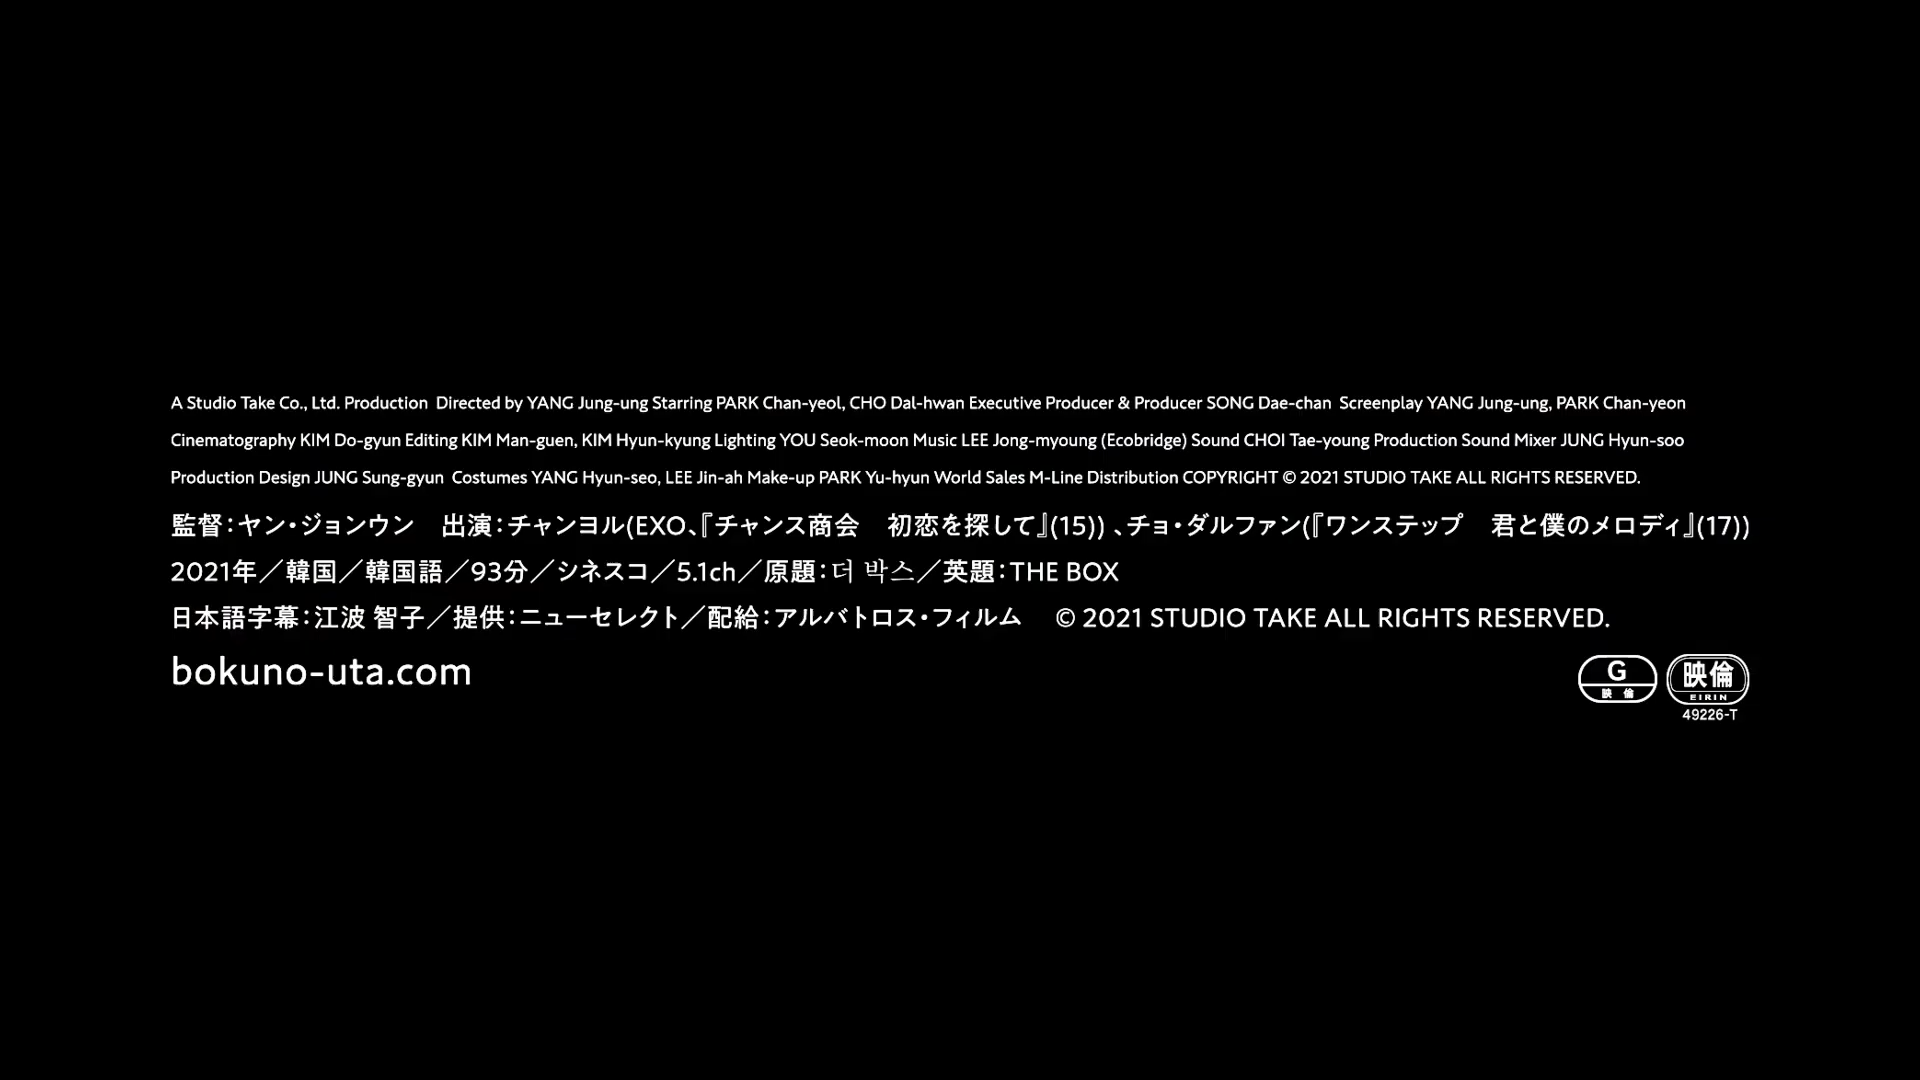 A Studio Take Co., Ltd. Production  Directed by YANG Jung-ung Starring PARK Chan-yeol, CHO Dal-hwan Executive Producer & Producer SONG Dae-chan  Screenplay YANG Jung-ung, PARK Chan-yeon
Cinematography KIM Do-gyun Editing KIM Man-guen, KIM Hyun-kyung Lighting YOU Seok-moon Music LEE Jong-myoung (Ecobridge) Sound CHOI Tae-young Production Sound Mixer JUNG Hyun-soo
Production Design JUNG Sung-gyun  Costumes YANG Hyun-seo, LEE Jin-ah Make-up PARK Yu-hyun World Sales M-Line Distribution COPYRIGHT © 2021 STUDIO TAKE ALL RIGHTS RESERVED.
監督：ヤン・ジョンウン　出演：チャンヨル(EXO、『チャンス商会　初恋を探して』(15)) 、チョ・ダルファン(『ワンステップ　君と僕のメロディ』(17))
2021年／韓国／韓国語／93分／シネスコ／5.1ch／原題：더 박스／英題：THE BOX
日本語字幕：江波 智子／提供：ニューセレクト／配給：アルバトロス・フィルム　© 2021 STUDIO TAKE ALL RIGHTS RESERVED.
bokuno-uta.com
G
映倫
映倫
EIRIN
49226-T